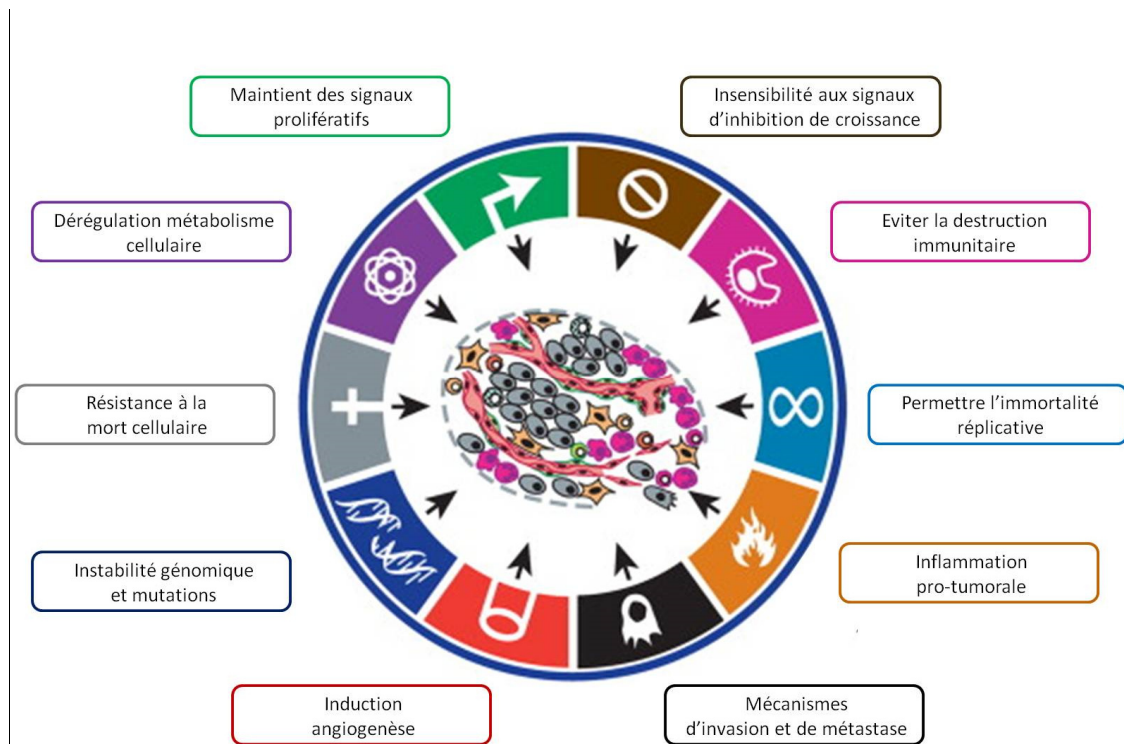 Maintient des signaux
prolifératifs
Insensibilité aux signaux
d’inhibition de croissance
Dérégulation métabolisme
cellulaire
Eviter la destruction
immunitaire
Résistance à la
mort cellulaire
Permettre l’immortalité
réplicative
Instabilité génomique
et mutations
Inflammation
pro-tumorale
Induction
angiogenèse
Mécanismes
d’invasion et de métastase